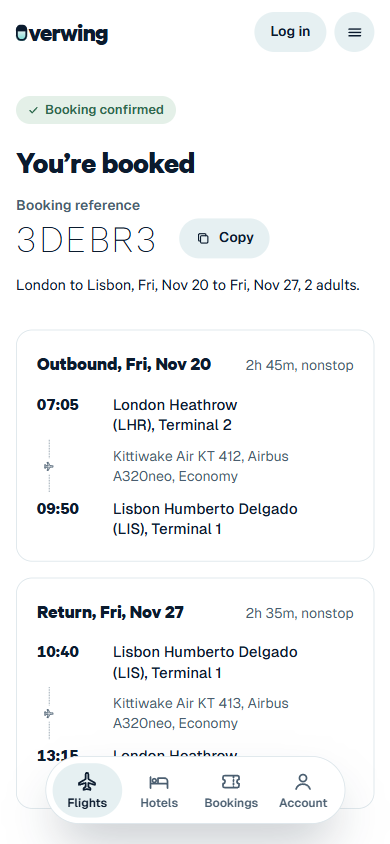 Overwing
Log in
Booking confirmed
You're booked
Booking reference
3DEBR3
Copy
London to Lisbon, Fri, Nov 20 to Fri, Nov 27, 2 adults.
Outbound, Fri, Nov 20
2h 45m, nonstop
07:05
London Heathrow
(LHR), Terminal 2
Kittiwake Air KT 412, Airbus
A320neo, Economy
09:50
Lisbon Humberto Delgado
(LIS), Terminal 1
Return, Fri, Nov 27
2h 35m, nonstop
10:40
Lisbon Humberto Delgado
(LIS), Terminal 1
Kittiwake Air KT 413, Airbus
A320neo, Economy
13:15
London Heathrow
Flights
Hotels
Bookings
Account